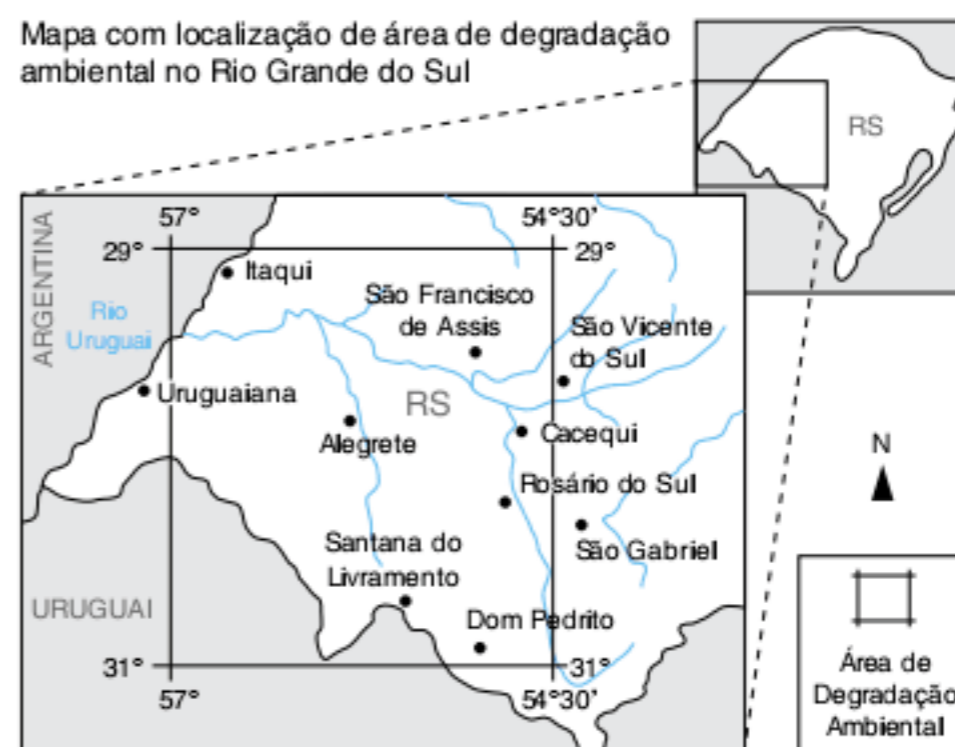 Mapa com localização de área de degradação
ambiental no Rio Grande do Sul
RS
ARGENTINA
57°
54°30'
29°
29°
Itaqui
Rio
Uruguai
São Francisco
de Assis
São Vicente
do Sul
Uruguaiana
RS
Alegrete
Cacequi
N
Rosário do Sul
Santana do
Livramento
São Gabriel
URUGUAI
Dom Pedrito
31°
31°
57°
54°30'
Área de
Degradação
Ambiental